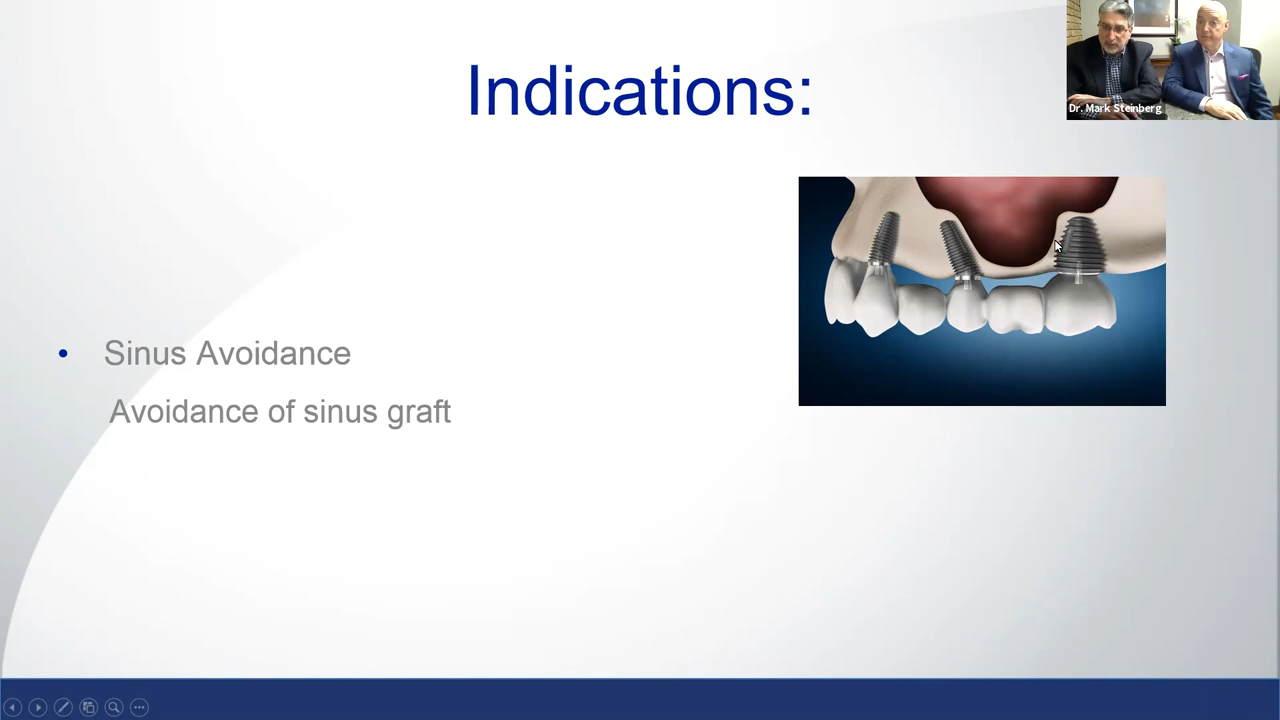 Indications:
Dr. Mark Steinberg
• Sinus Avoidance
Avoidance of sinus graft